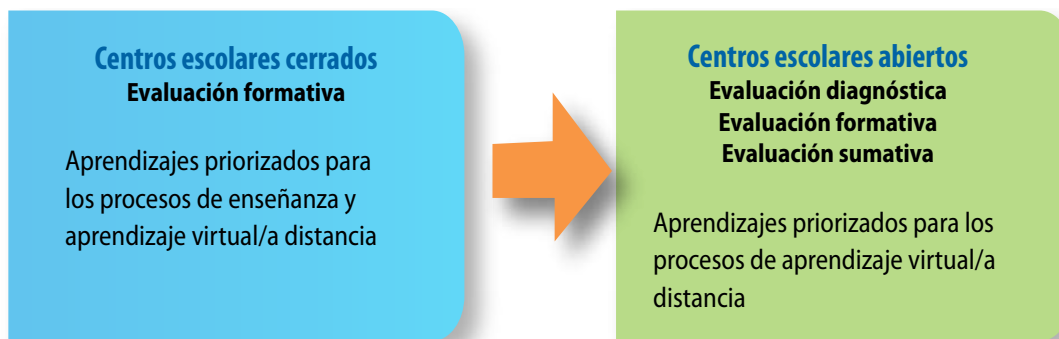 Centros escolares cerrados
Evaluación formativa
Aprendizajes priorizados para
los procesos de enseñanza y
aprendizaje virtual/a distancia
Centros escolares abiertos
Evaluación diagnóstica
Evaluación formativa
Evaluación sumativa
Aprendizajes priorizados para los
procesos de aprendizaje virtual/a
distancia